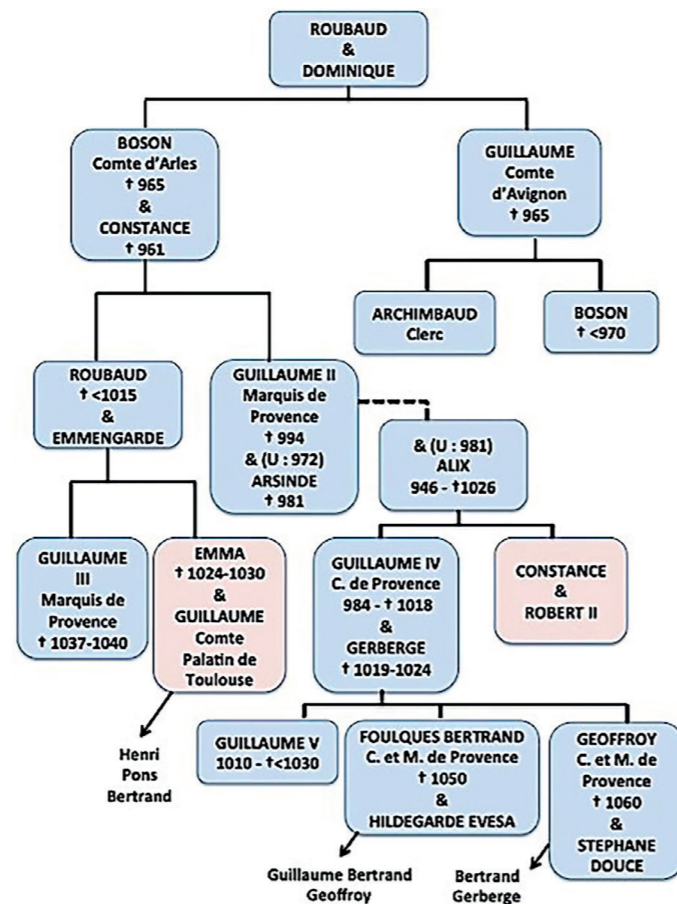 ROUBAUD
&
DOMINIQUE
BOSON
Comte d'Arles
† 965
&
CONSTANCE
† 961
GUILLAUME
Comte
d'Avignon
† 965
ARCHIMBAUD
Clerc
BOSON
† <970
ROUBAUD
† <1015
&
EMMENGARDE
GUILLAUME II
Marquis de
Provence
† 994
& (U : 972)
ARSINDE
† 981
& (U : 981)
ALIX
946 - †1026
GUILLAUME
III
Marquis de
Provence
† 1037-1040
EMMA
† 1024-1030
&
GUILLAUME
Comte
Palatin de
Toulouse
GUILLAUME IV
C. de Provence
984 - † 1018
&
GERBERGE
† 1019-1024
CONSTANCE
&
ROBERT II
Henri
Pons
Bertrand
GUILLAUME V
1010 - †<1030
FOULQUES BERTRAND
C. et M. de Provence
† 1050
&
HILDEGARDE EVESA
GEOFFROY
C. et M. de
Provence
† 1060
&
STEPHANE
DOUCE
Guillaume Bertrand
Geoffroy
Bertrand
Gerberge